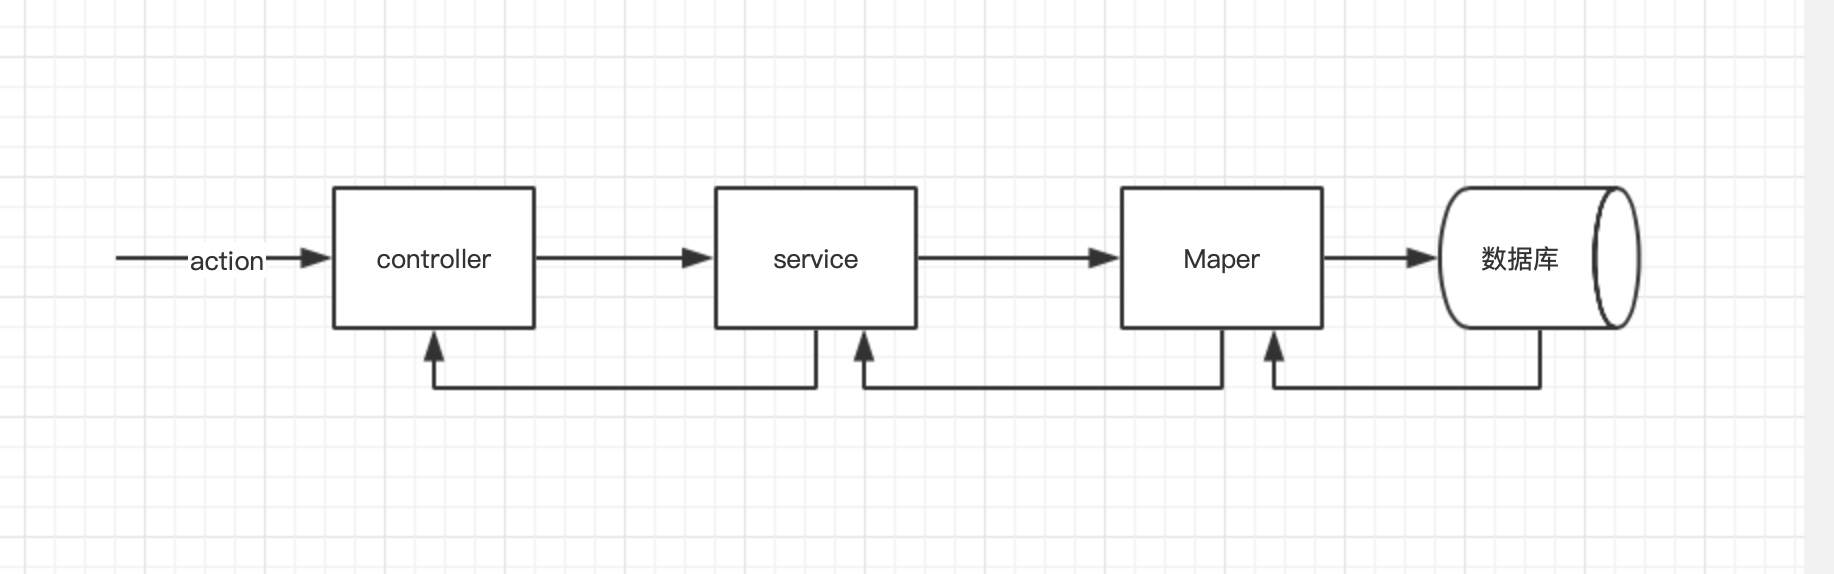 action
controller
service
Maper
数据库